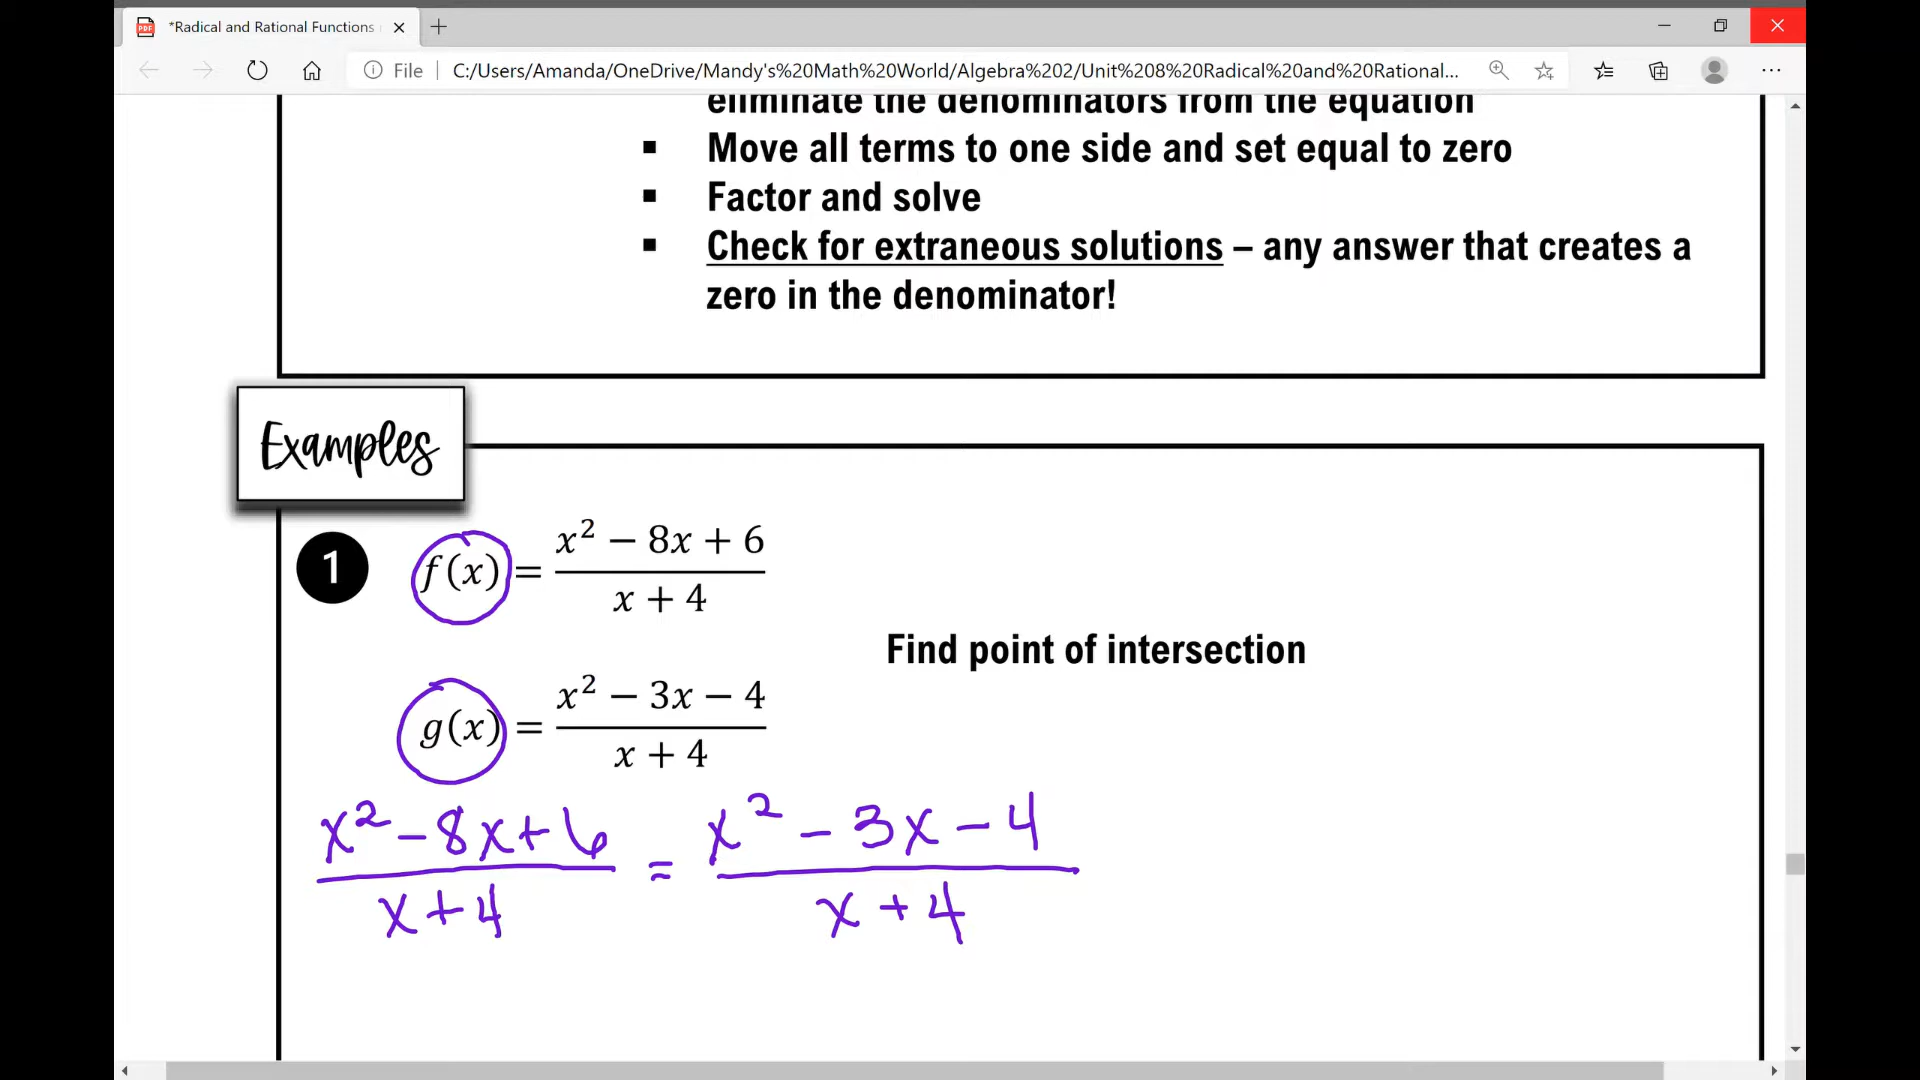 *Radical and Rational Functions
File
C:/Users/Amanda/OneDrive/Mandy's%20Math%20World/Algebra%202/Unit%208%20Radical%20and%20Rational...
eliminate the denominators from the equation
▪ Move all terms to one side and set equal to zero
▪ Factor and solve
▪ Check for extraneous solutions – any answer that creates a
zero in the denominator!
Examples
1
f(x) = (x² − 8x + 6)/(x + 4)
Find point of intersection
g(x) = (x² − 3x − 4)/(x + 4)
(x² − 8x + 6)/(x + 4) = (x² − 3x − 4)/(x + 4)